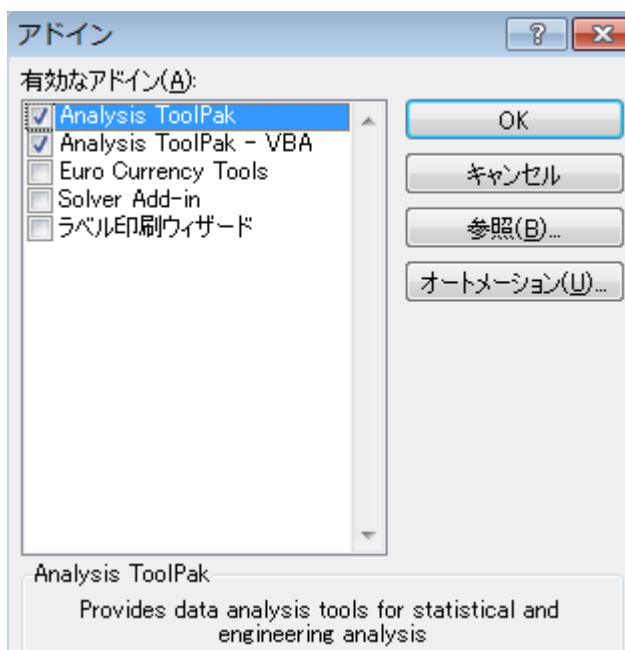 アドイン
有効なアドイン(A):
Analysis ToolPak
Analysis ToolPak - VBA
Euro Currency Tools
Solver Add-in
ラベル印刷ウィザード
OK
キャンセル
参照(B)...
オートメーション(U)...
Analysis ToolPak
Provides data analysis tools for statistical and
engineering analysis